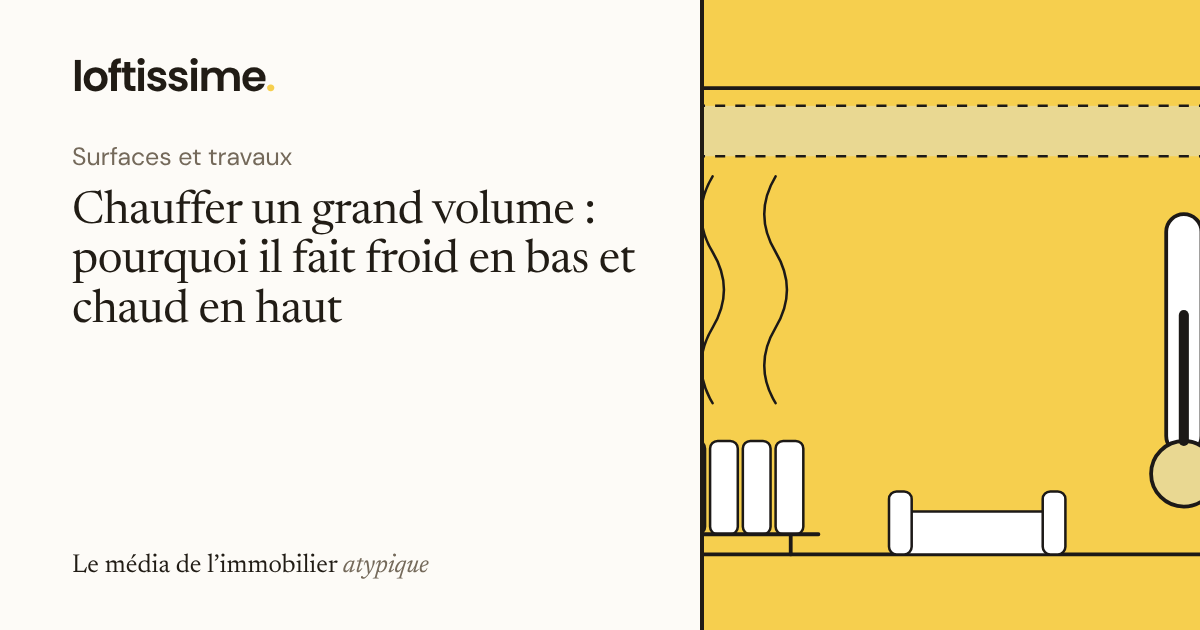 loftissime.
Surfaces et travaux
Chauffer un grand volume :
pourquoi il fait froid en bas et
chaud en haut
Le média de l’immobilier atypique